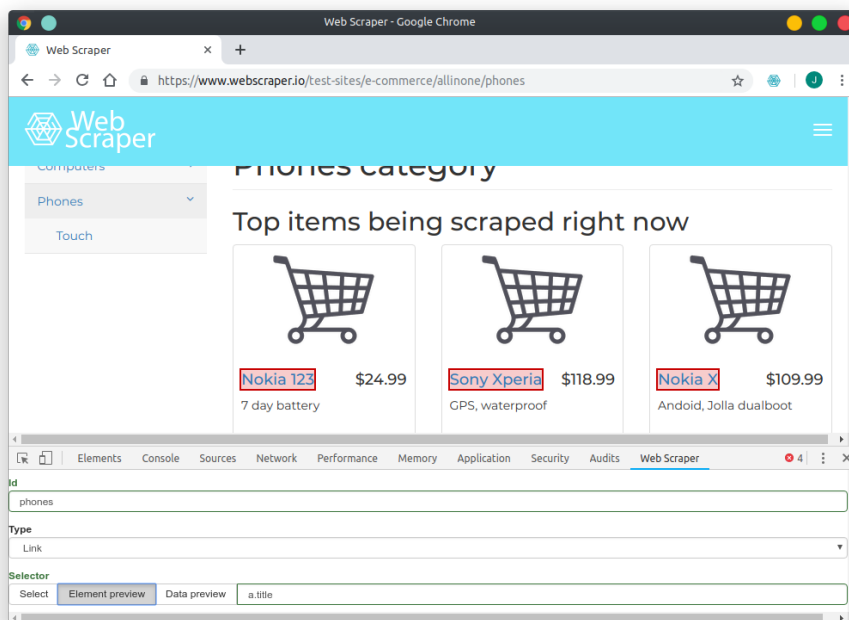 Web Scraper - Google Chrome
Web Scraper
https://www.webscraper.io/test-sites/e-commerce/allinone/phones
J
Web
Scraper
Computers
Phones category
Phones
Touch
Top items being scraped right now
Nokia 123 $24.99
7 day battery
Sony Xperia $118.99
GPS, waterproof
Nokia X $109.99
Andoid, Jolla dualboot
Elements Console Sources Network Performance Memory Application Security Audits Web Scraper 4
Id
phones
Type
Link
Selector
Select Element preview Data preview a.title